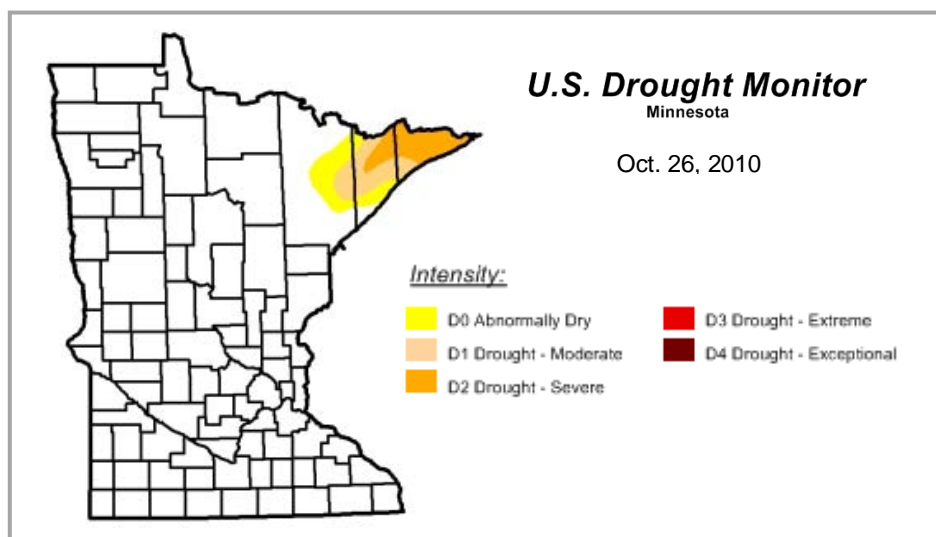 U.S. Drought Monitor
Minnesota
Oct. 26, 2010
Intensity:
D0 Abnormally Dry
D1 Drought - Moderate
D2 Drought - Severe
D3 Drought - Extreme
D4 Drought - Exceptional